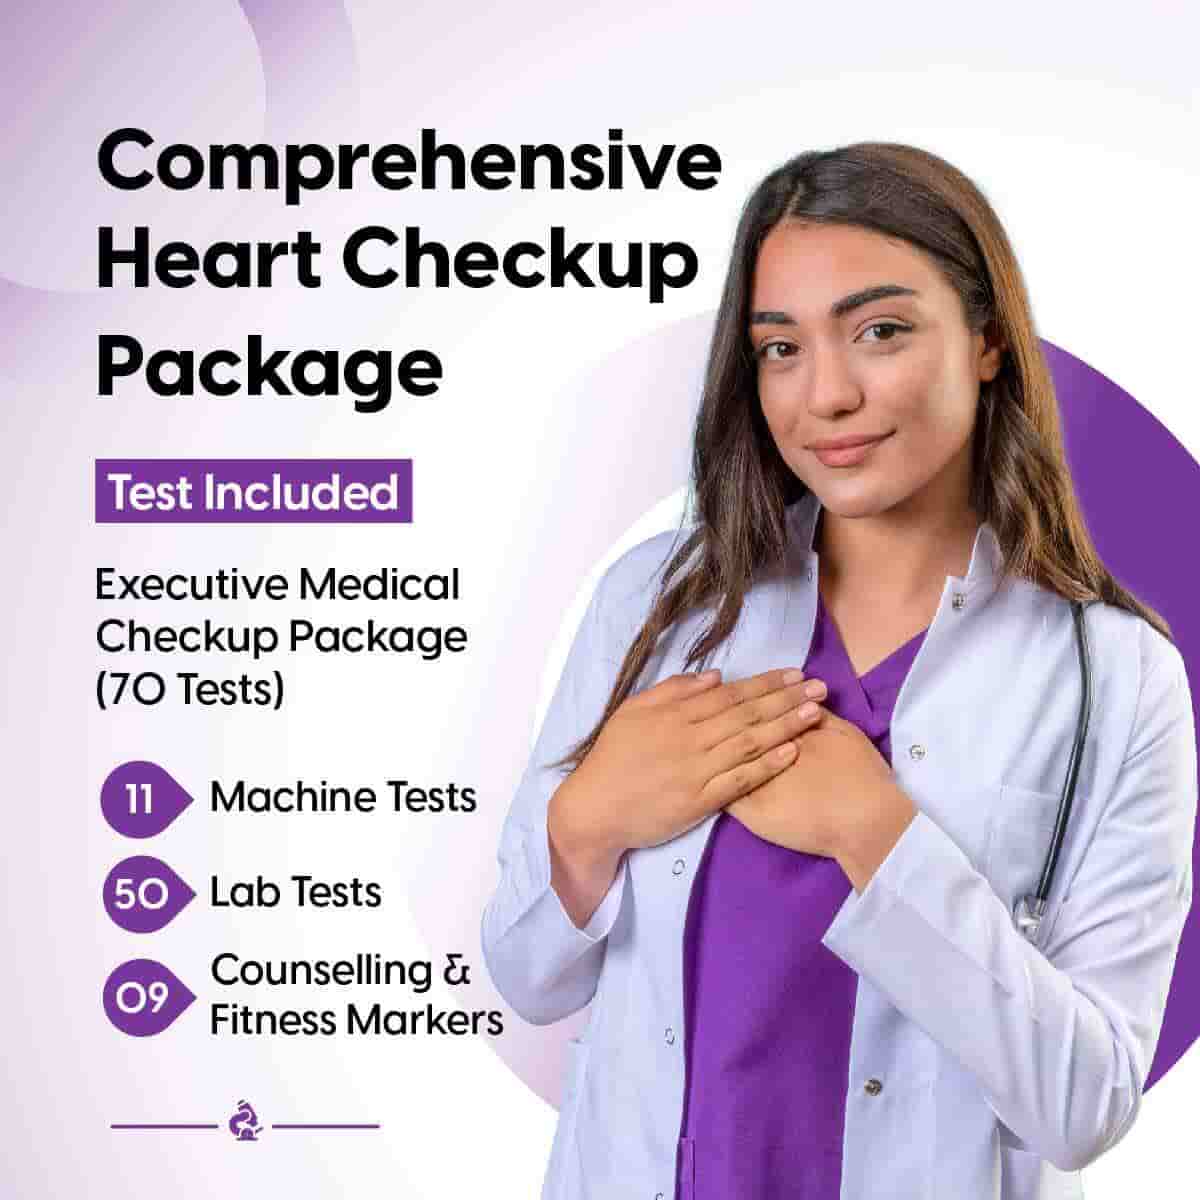 Comprehensive
Heart Checkup
Package
Test Included
Executive Medical
Checkup Package
(70 Tests)
11 Machine Tests
50 Lab Tests
09 Counselling &
Fitness Markers